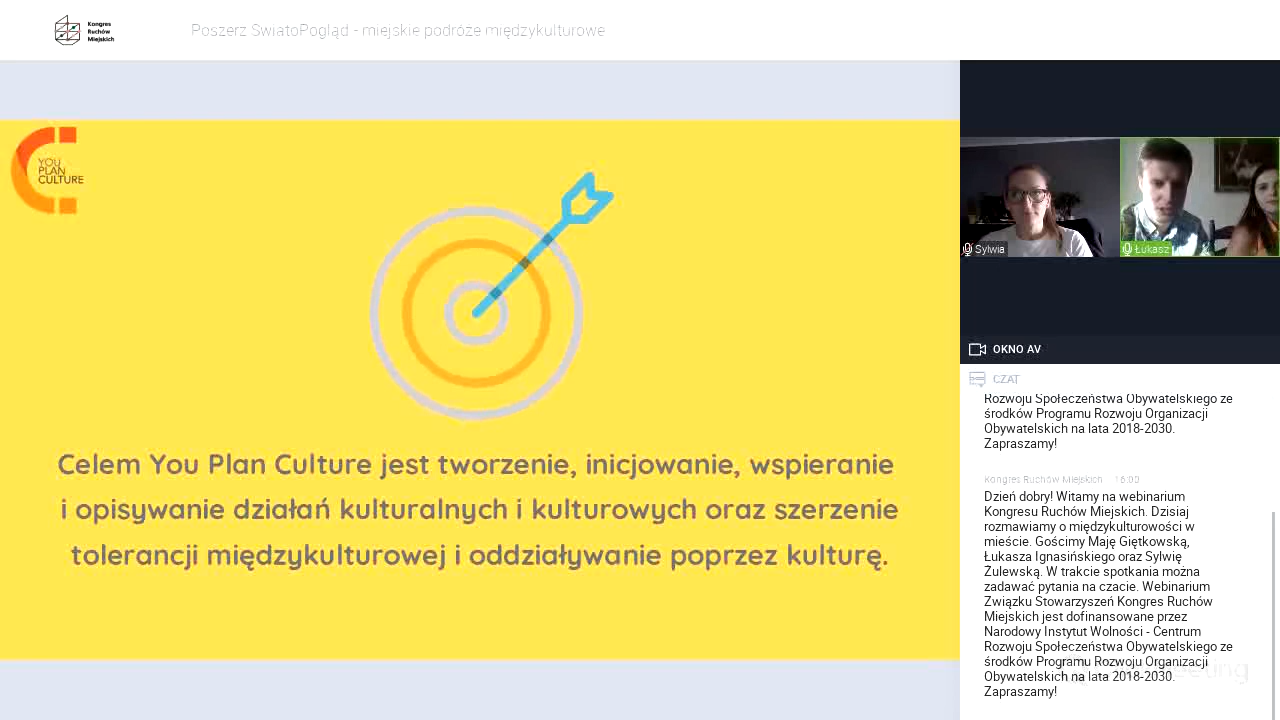 Kongres
Ruchów
Miejskich
Poszerz SwiatoPogląd - miejskie podróże międzykulturowe
YOU
PLAN
CULTURE
Celem You Plan Culture jest tworzenie, inicjowanie, wspieranie
i opisywanie działań kulturalnych i kulturowych oraz szerzenie
tolerancji międzykulturowej i oddziaływanie poprzez kulturę.
Sylwia
Łukasz
OKNO AV
CZAT
Rozwoju Społeczeństwa Obywatelskiego ze
środków Programu Rozwoju Organizacji
Obywatelskich na lata 2018-2030.
Zapraszamy!
Kongres Ruchów Miejskich 16:00
Dzień dobry! Witamy na webinarium
Kongresu Ruchów Miejskich. Dzisiaj
rozmawiamy o międzykulturowości w
mieście. Gościmy Maję Giętkowską,
Łukasza Ignasińskiego oraz Sylwię
Żulewską. W trakcie spotkania można
zadawać pytania na czacie. Webinarium
Związku Stowarzyszeń Kongres Ruchów
Miejskich jest dofinansowane przez
Narodowy Instytut Wolności - Centrum
Rozwoju Społeczeństwa Obywatelskiego ze
środków Programu Rozwoju Organizacji
Obywatelskich na lata 2018-2030.
Zapraszamy!